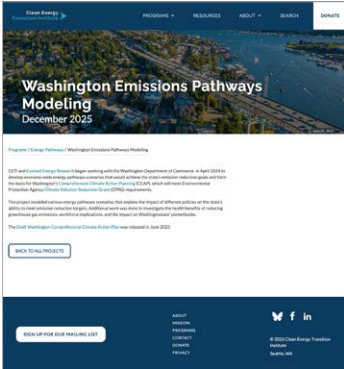 Clean Energy
Transition Institute
PROGRAMS
RESOURCES
ABOUT
SEARCH
DONATE
Washington Emissions Pathways
Modeling
December 2025
Programs / Energy Pathways / Washington Emissions Pathways Modeling
CETI and Evolved Energy Research began working with the Washington Department of Commerce in April 2024 to
develop economy-wide energy pathways scenarios that would achieve the state's emission reduction goals and form
the basis for Washington's Comprehensive Climate Action Planning (CCAP), which will meet Environmental
Protection Agency Climate Pollution Reduction Grant (CPRG) requirements.
The project modeled various energy pathways scenarios that explore the impact of different policies on the state's
ability to meet emission reduction targets. Additional work was done to investigate the health benefits of reducing
greenhouse gas emissions, workforce implications, and the impact on Washingtonians' pocketbooks.
The Draft Washington Comprehensive Climate Action Plan was released in June 2025.
BACK TO ALL PROJECTS
SIGN UP FOR OUR MAILING LIST
ABOUT
MISSION
PROGRAMS
CONTACT
DONATE
PRIVACY
f in
© 2026 Clean Energy Transition
Institute
Seattle, WA